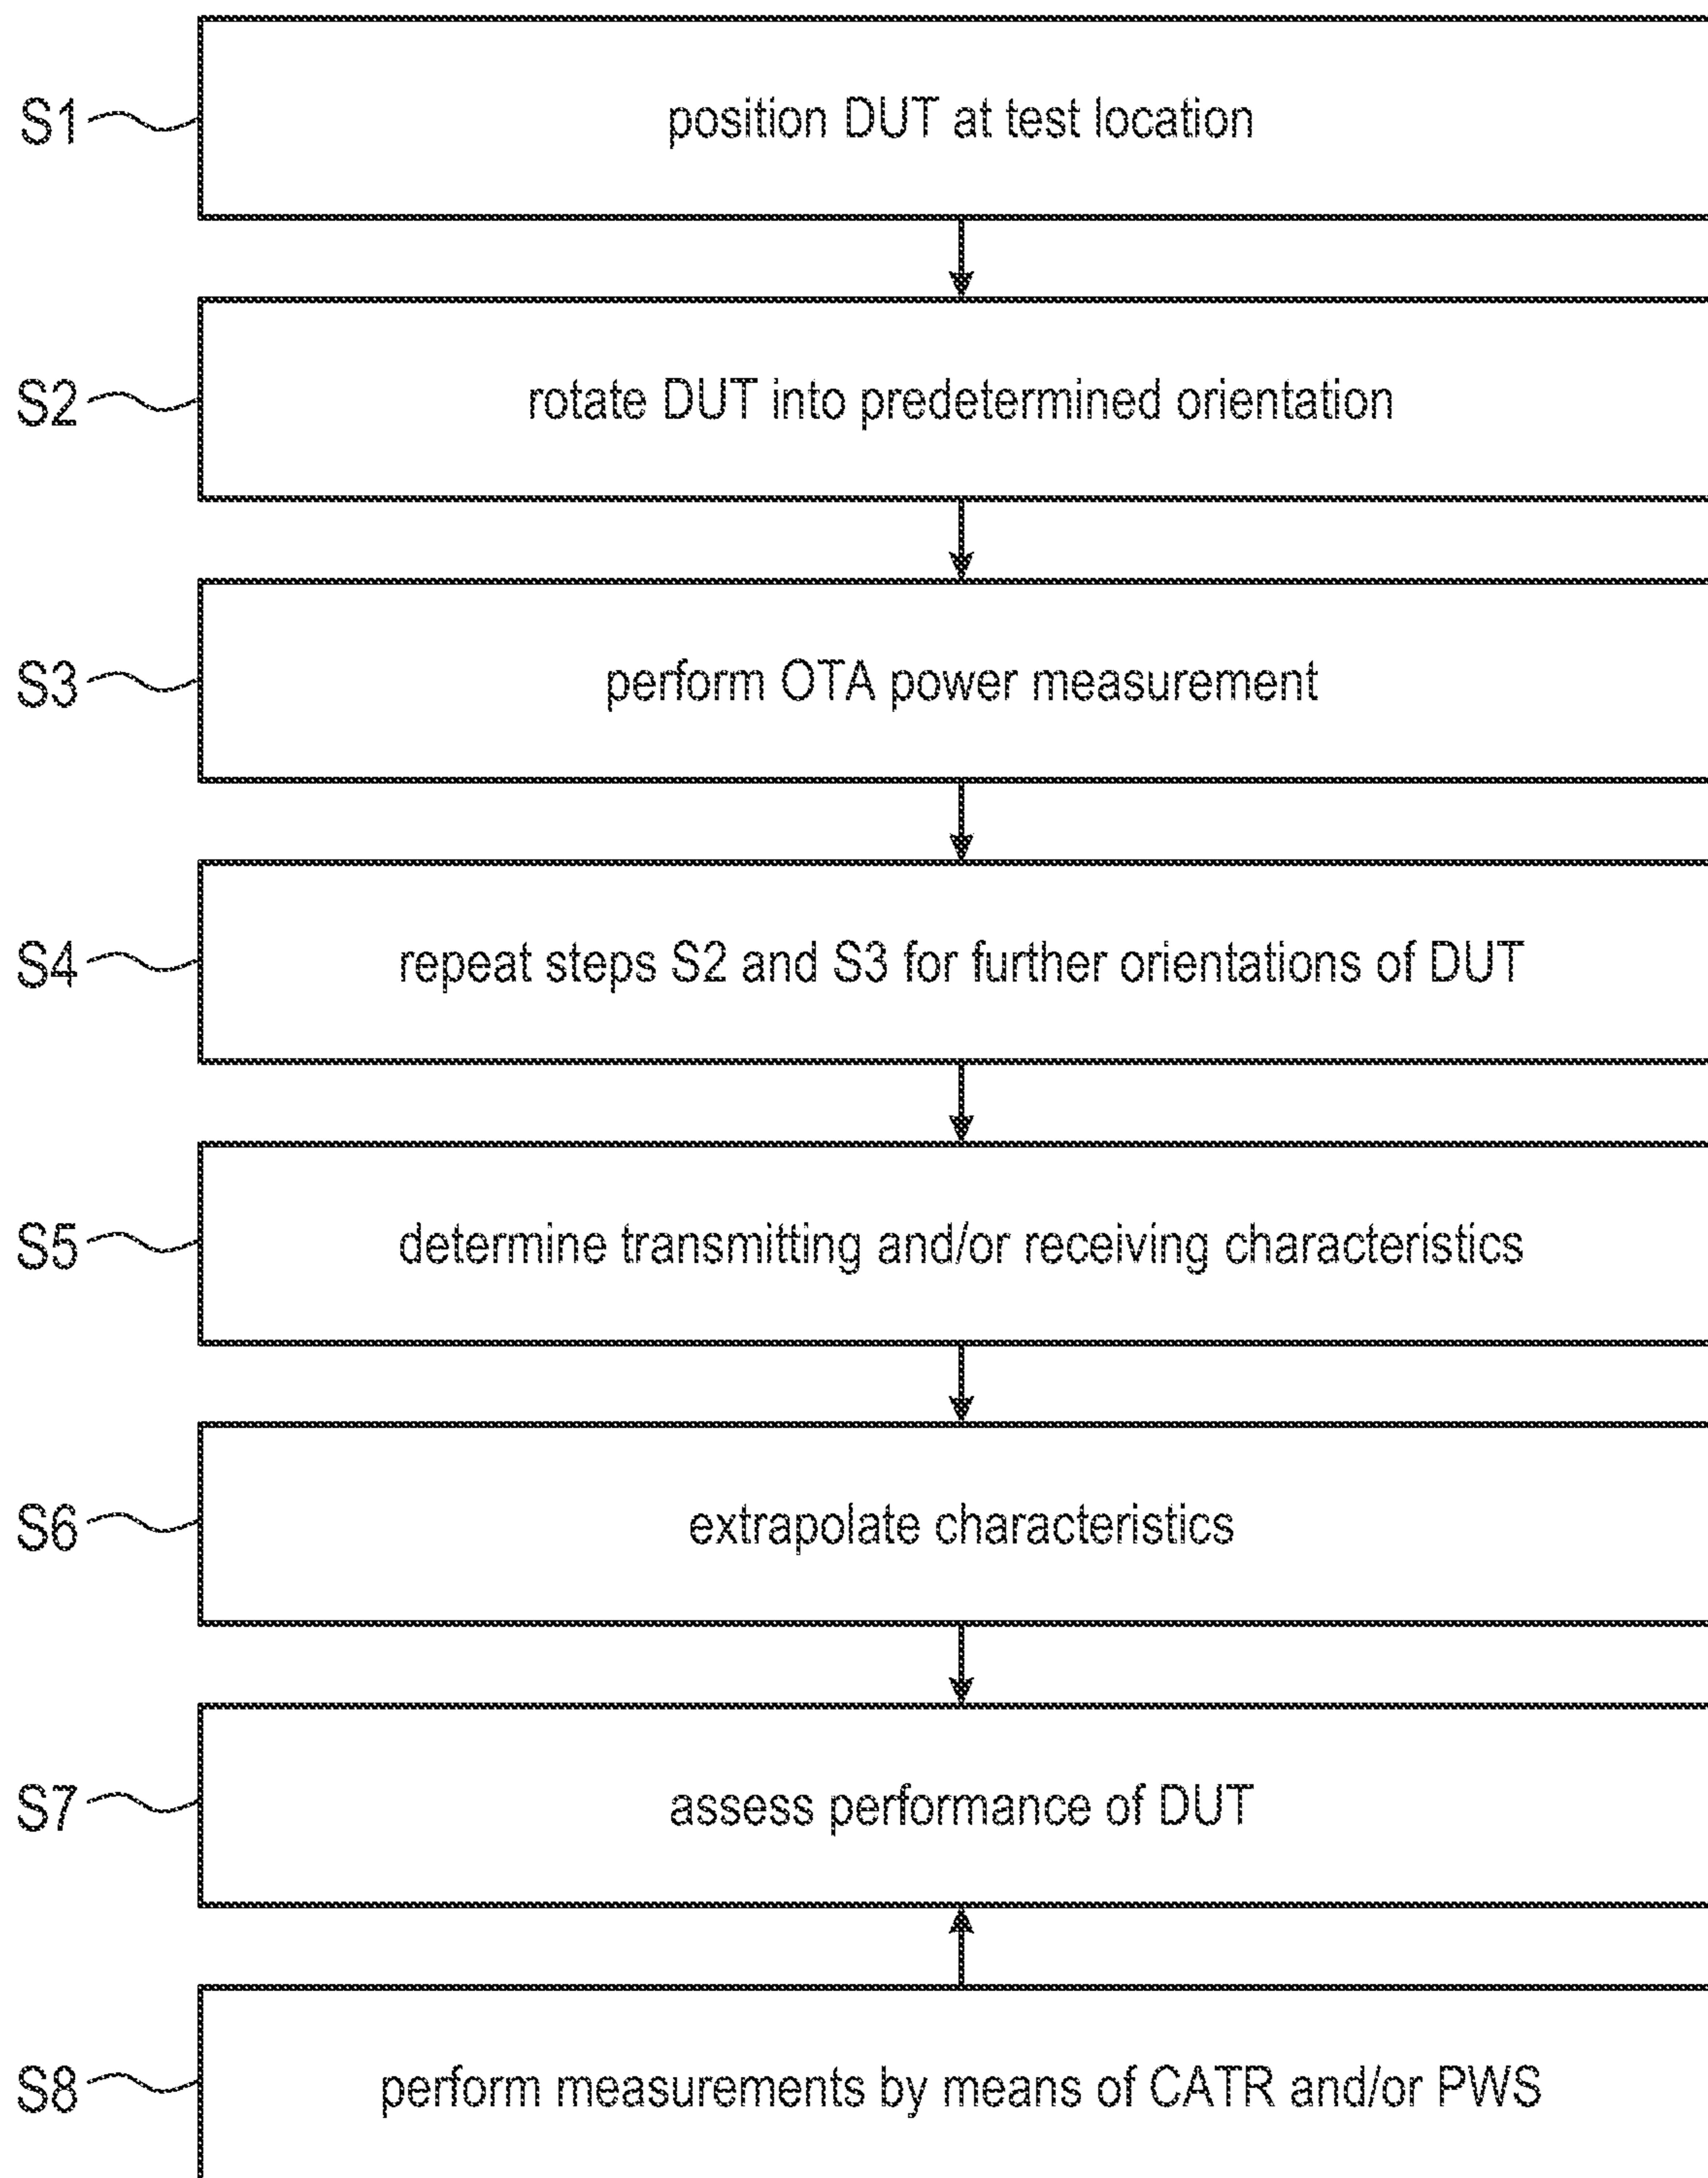 S1 position DUT at test location
S2 rotate DUT into predetermined orientation
S3 perform OTA power measurement
S4 repeat steps S2 and S3 for further orientations of DUT
S5 determine transmitting and/or receiving characteristics
S6 extrapolate characteristics
S7 assess performance of DUT
S8 perform measurements by means of CATR and/or PWS